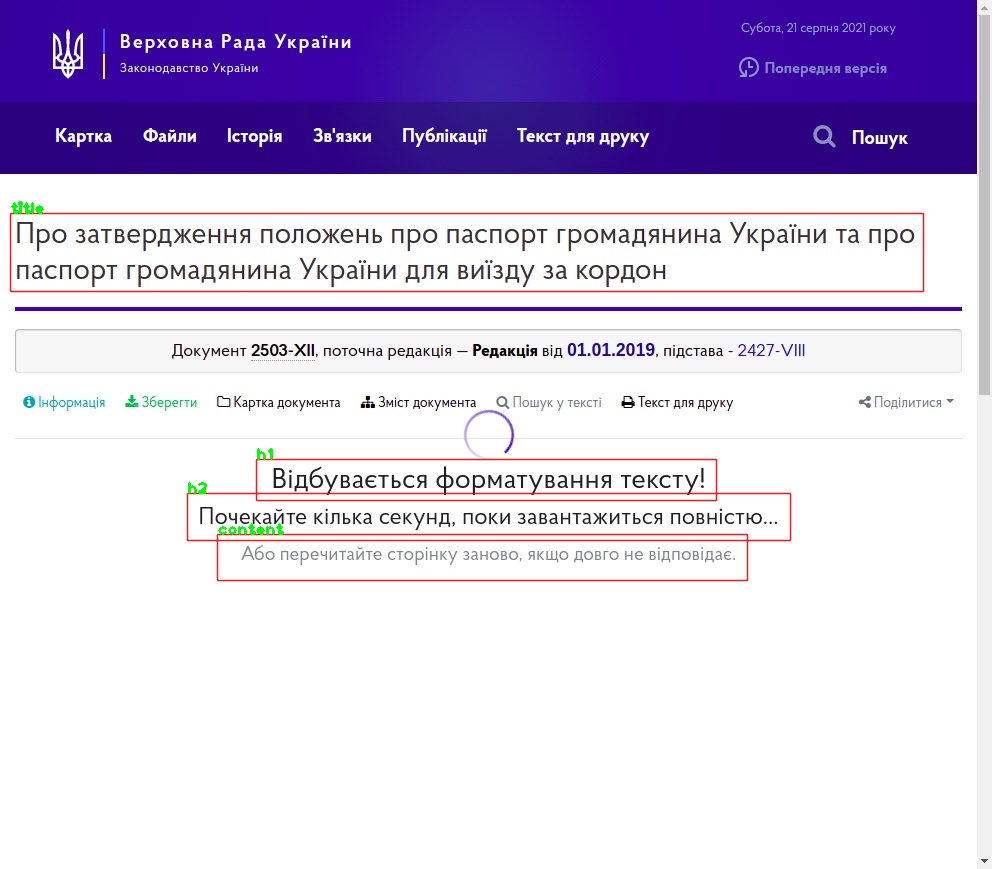 Верховна Рада України
Законодавство України
Субота, 21 серпня 2021 року
Попередня версія
Картка Файли Історія Зв'язки Публікації Текст для друку Пошук
title
Про затвердження положень про паспорт громадянина України та про
паспорт громадянина України для виїзду за кордон
Документ 2503-XII, поточна редакція — Редакція від 01.01.2019, підстава - 2427-VIII
Інформація Зберегти Картка документа Зміст документа Пошук у тексті Текст для друку Поділитися
h1
Відбувається форматування тексту!
h2
Почекайте кілька секунд, поки завантажиться повністю...
content
Або перечитайте сторінку заново, якщо довго не відповідає.